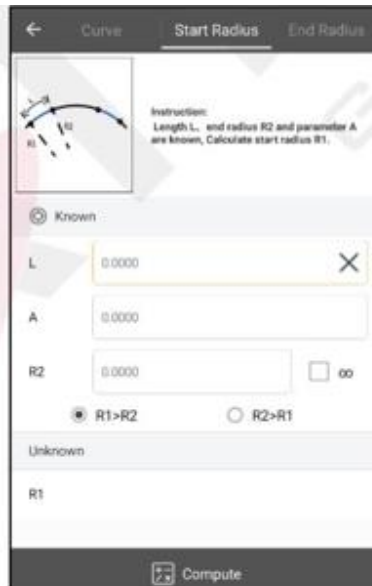 Curve Start Radius End Radius
R1 R2
Instruction:
Length L、end radius R2 and parameter A
are known, Calculate start radius R1.
Known
L 0.0000
A 0.0000
R2 0.0000 ∞
R1>R2 R2>R1
Unknown
R1
Compute